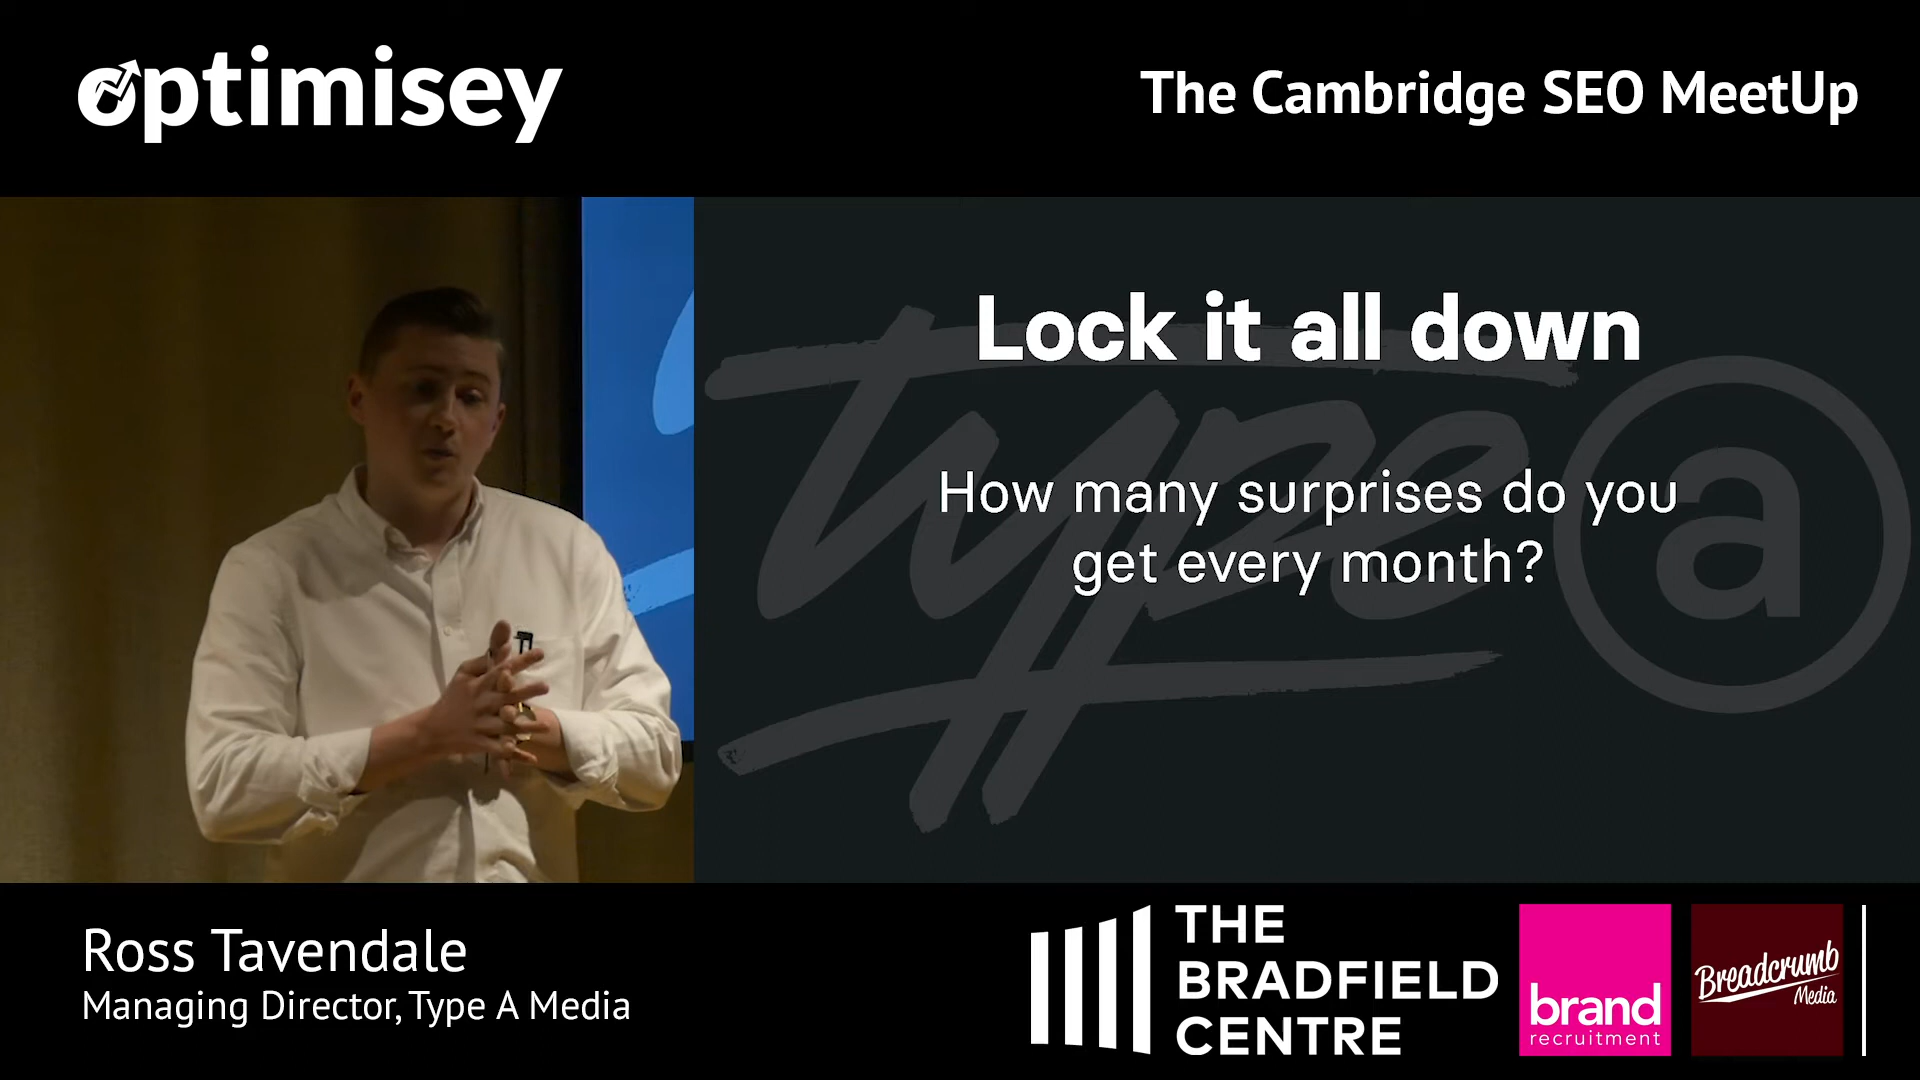 optimisey
The Cambridge SEO MeetUp
Lock it all down
How many surprises do you
get every month?
Type a
Ross Tavendale
Managing Director, Type A Media
THE
BRADFIELD
CENTRE
brand
recruitment
Breadcrumb
Media